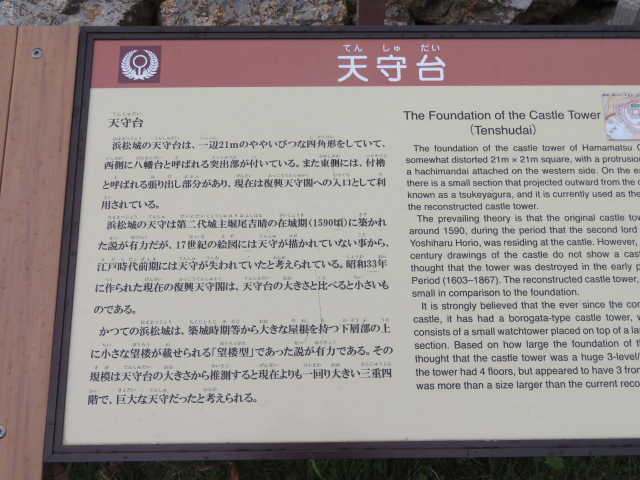 てん しゅ だい
天守台
てんしゅだい
天守台
浜松城の天守台は、一辺21mのややいびつな四角形をしていて、
西側に八幡台と呼ばれる突出部が付いている。また東側には、付櫓
と呼ばれる張り出し部分があり、現在は復興天守閣への入口として利
用されている。
浜松城の天守は第二代城主堀尾吉晴の在城期(1590頃)に築かれ
た説が有力だが、17世紀の絵図には天守が描かれていない事から、
江戸時代前期には天守が失われていたと考えられている。昭和33年
に作られた現在の復興天守閣は、天守台の大きさと比べると小さいも
のである。
かつての浜松城は、築城時期等から大きな屋根を持つ下層部の上
に小さな望楼が載せられる「望楼型」であった説が有力である。その
規模は天守台の大きさから推測すると現在よりも一回り大きい三重四
階で、巨大な天守だったと考えられる。
The Foundation of the Castle Tower
(Tenshudai)
The foundation of the castle tower of Hamamatsu C
somewhat distorted 21m × 21m square, with a protrusion
a hachimandai attached on the western side. On the ea
there is a small section that projected outward from the c
known as a tsukeyagura, and it is currently used as the
the reconstructed castle tower.
The prevailing theory is that the original castle tow
around 1590, during the period that the second lord
Yoshiharu Horio, was residing at the castle. However,
century drawings of the castle do not show a cas
thought that the tower was destroyed in the early p
Period (1603–1867). The reconstructed castle tower,
small in comparison to the foundation.
It is strongly believed that the ever since the con
castle, it has had a borogata-type castle tower, w
consists of a small watchtower placed on top of a la
section. Based on how large the foundation of th
thought that the castle tower was a huge 3-level
the tower had 4 floors, but appeared to have 3 from
was more than a size larger than the current reco